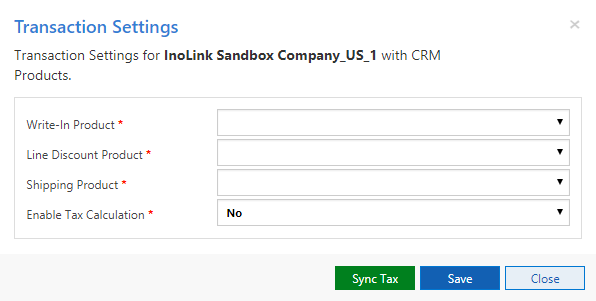 Transaction Settings ×
Transaction Settings for InoLink Sandbox Company_US_1 with CRM
Products.
Write-In Product *
Line Discount Product *
Shipping Product *
Enable Tax Calculation * No
Sync Tax Save Close